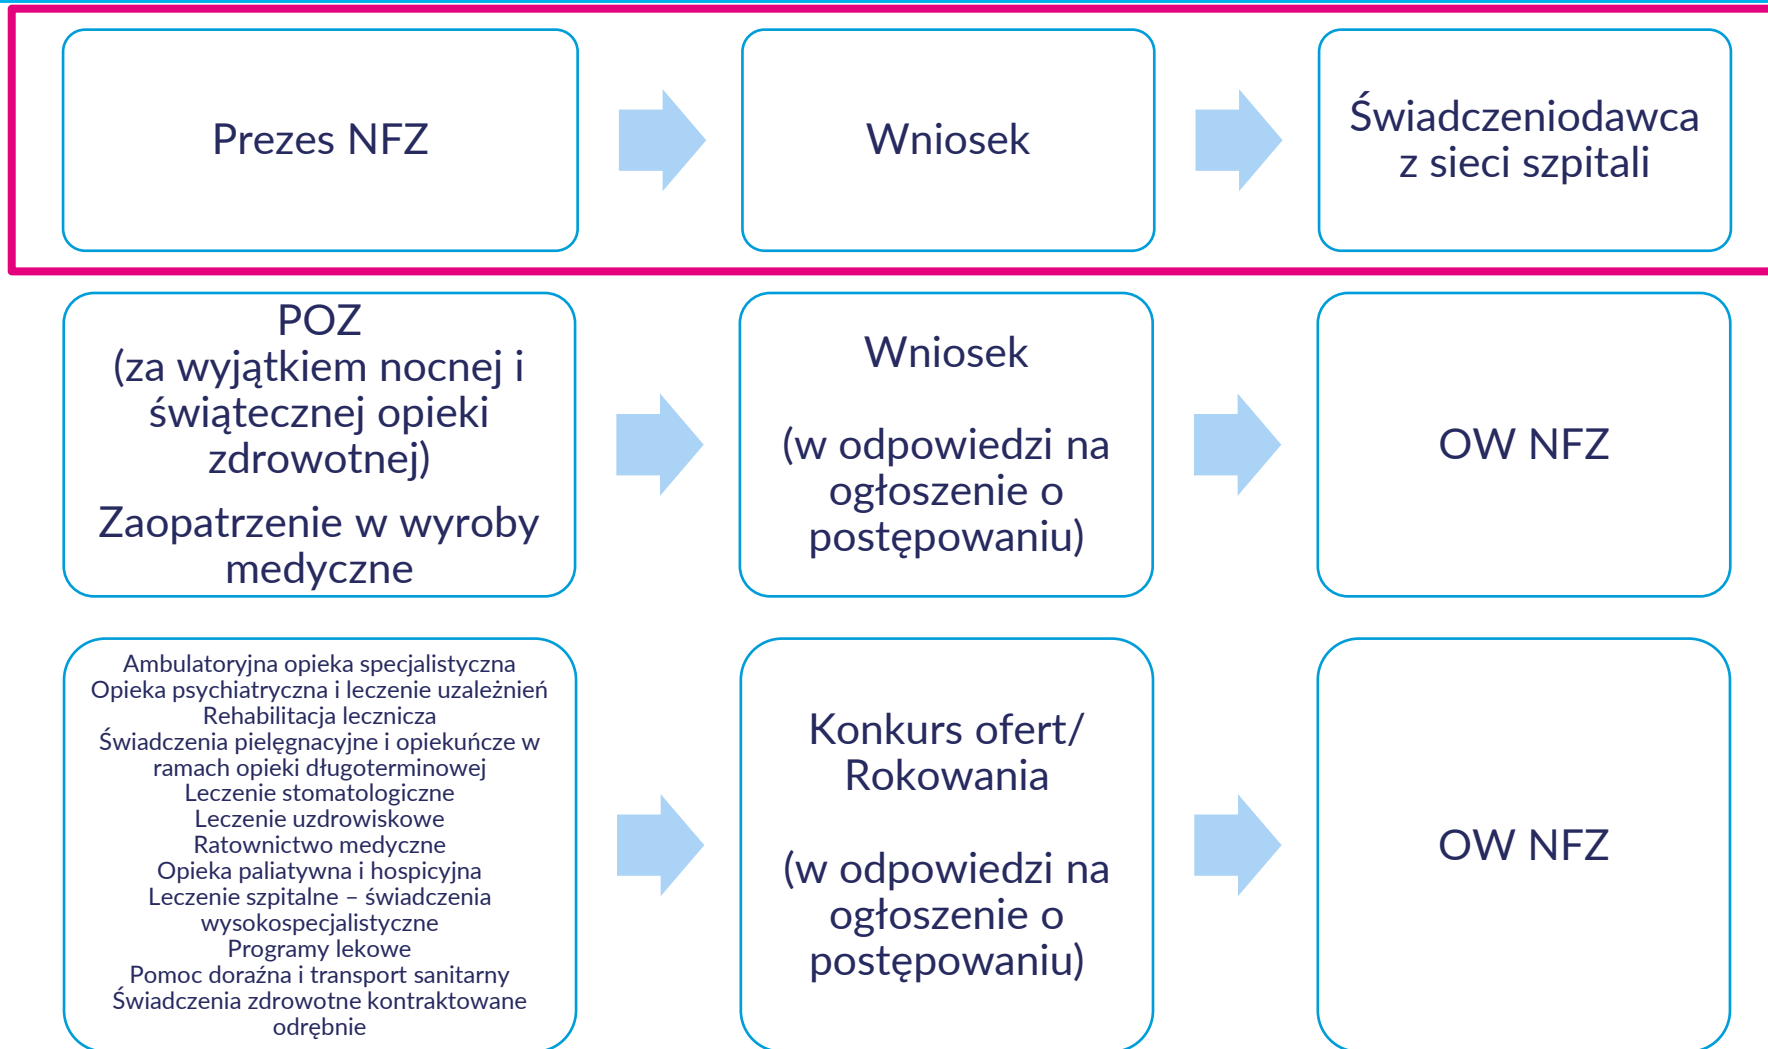 Prezes NFZ
Wniosek
Świadczeniodawca
z sieci szpitali
POZ
(za wyjątkiem nocnej i
świątecznej opieki
zdrowotnej)
Zaopatrzenie w wyroby
medyczne
Wniosek
(w odpowiedzi na
ogłoszenie o
postępowaniu)
OW NFZ
Ambulatoryjna opieka specjalistyczna
Opieka psychiatryczna i leczenie uzależnień
Rehabilitacja lecznicza
Świadczenia pielęgnacyjne i opiekuńcze w
ramach opieki długoterminowej
Leczenie stomatologiczne
Leczenie uzdrowiskowe
Ratownictwo medyczne
Opieka paliatywna i hospicyjna
Leczenie szpitalne – świadczenia
wysokospecjalistyczne
Programy lekowe
Pomoc doraźna i transport sanitarny
Świadczenia zdrowotne kontraktowane
odrębnie
Konkurs ofert/
Rokowania
(w odpowiedzi na
ogłoszenie o
postępowaniu)
OW NFZ